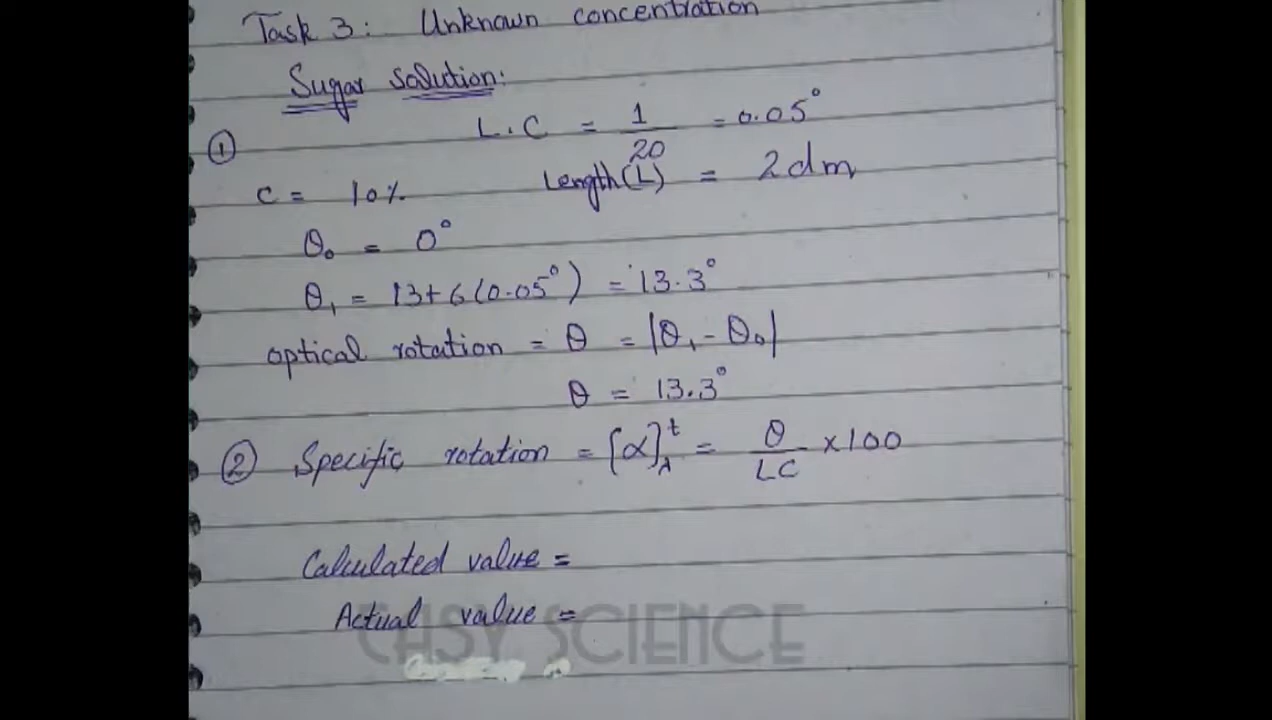 Task 3: Unknown concentration
Sugar Solution:
① L.C = 1/20 = 0.05°
C = 10% Length(L) = 2dm
θ₀ = 0°
θ₁ = 13+6(0.05°) = 13.3°
optical rotation = θ = |θ₁ - θ₀|
θ = 13.3°
② Specific rotation = [α]ᵗ_λ = θ/LC ×100
Calculated value =
Actual value =
EASY SCIENCE